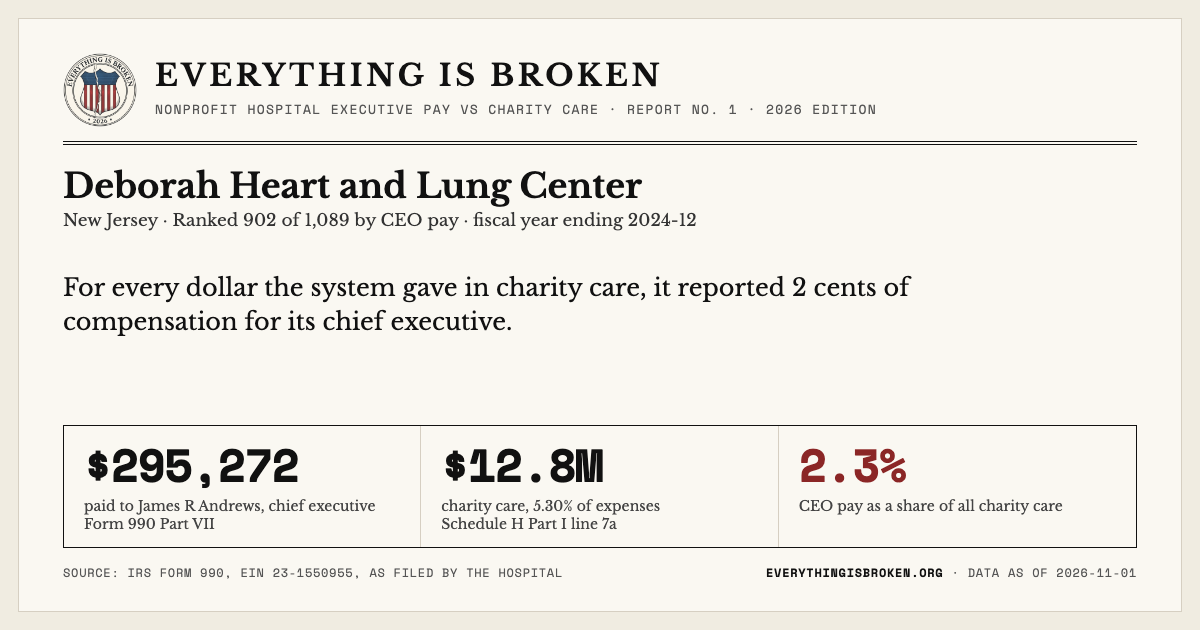 EVERYTHING IS BROKEN
2026
EVERYTHING IS BROKEN
NONPROFIT HOSPITAL EXECUTIVE PAY VS CHARITY CARE · REPORT NO. 1 · 2026 EDITION
Deborah Heart and Lung Center
New Jersey · Ranked 902 of 1,089 by CEO pay · fiscal year ending 2024-12
For every dollar the system gave in charity care, it reported 2 cents of
compensation for its chief executive.
$295,272
paid to James R Andrews, chief executive
Form 990 Part VII
$12.8M
charity care, 5.30% of expenses
Schedule H Part I line 7a
2.3%
CEO pay as a share of all charity care
SOURCE: IRS FORM 990, EIN 23-1550955, AS FILED BY THE HOSPITAL
EVERYTHINGISBROKEN.ORG · DATA AS OF 2026-11-01